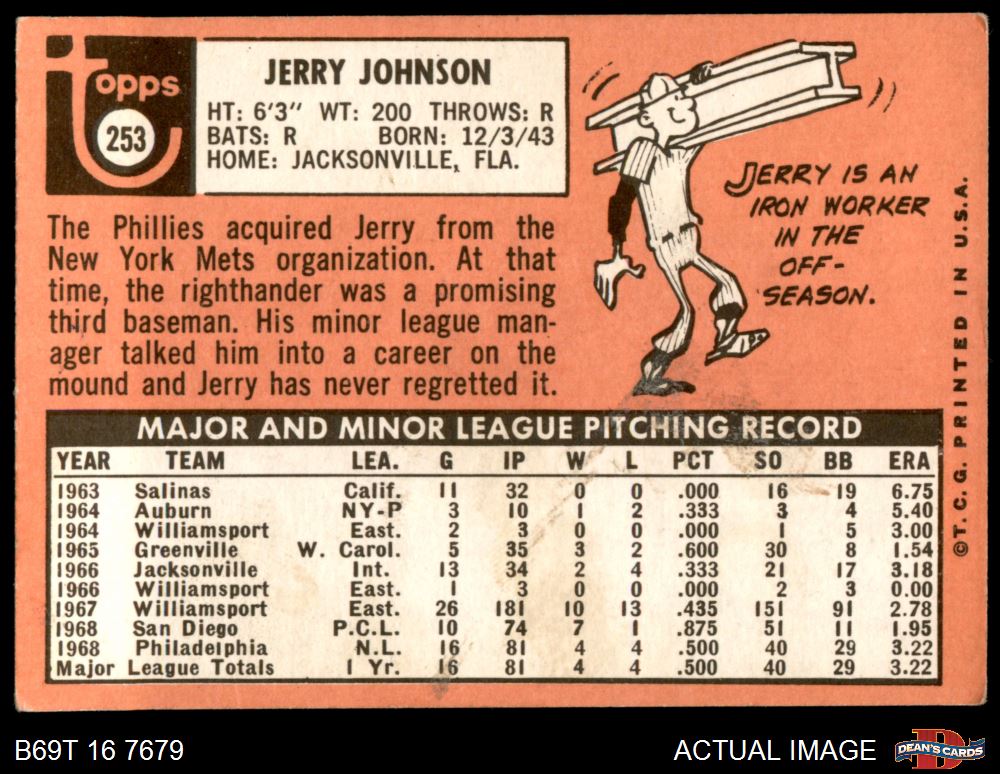 topps
253
JERRY JOHNSON
HT: 6'3" WT: 200 THROWS: R
BATS: R BORN: 12/3/43
HOME: JACKSONVILLE, FLA.
The Phillies acquired Jerry from the
New York Mets organization. At that
time, the righthander was a promising
third baseman. His minor league man-
ager talked him into a career on the
mound and Jerry has never regretted it.
JERRY IS AN
IRON WORKER
IN THE
OFF-
SEASON.
©T. C. G. PRINTED IN U.S.A.
MAJOR AND MINOR LEAGUE PITCHING RECORD
YEAR TEAM LEA. G IP W L PCT SO BB ERA
1963 Salinas Calif. 11 32 0 0 .000 16 19 6.75
1964 Auburn NY-P 3 10 1 2 .333 3 4 5.40
1964 Williamsport East. 2 3 0 0 .000 1 5 3.00
1965 Greenville W. Carol. 5 35 3 2 .600 30 8 1.54
1966 Jacksonville Int. 13 34 2 4 .333 21 17 3.18
1966 Williamsport East. 1 3 0 0 .000 2 3 0.00
1967 Williamsport East. 26 181 10 13 .435 151 91 2.78
1968 San Diego P.C.L. 10 74 7 1 .875 51 11 1.95
1968 Philadelphia N.L. 16 81 4 4 .500 40 29 3.22
Major League Totals 1 Yr. 16 81 4 4 .500 40 29 3.22
B69T 16 7679
ACTUAL IMAGE
DEAN'S CARDS